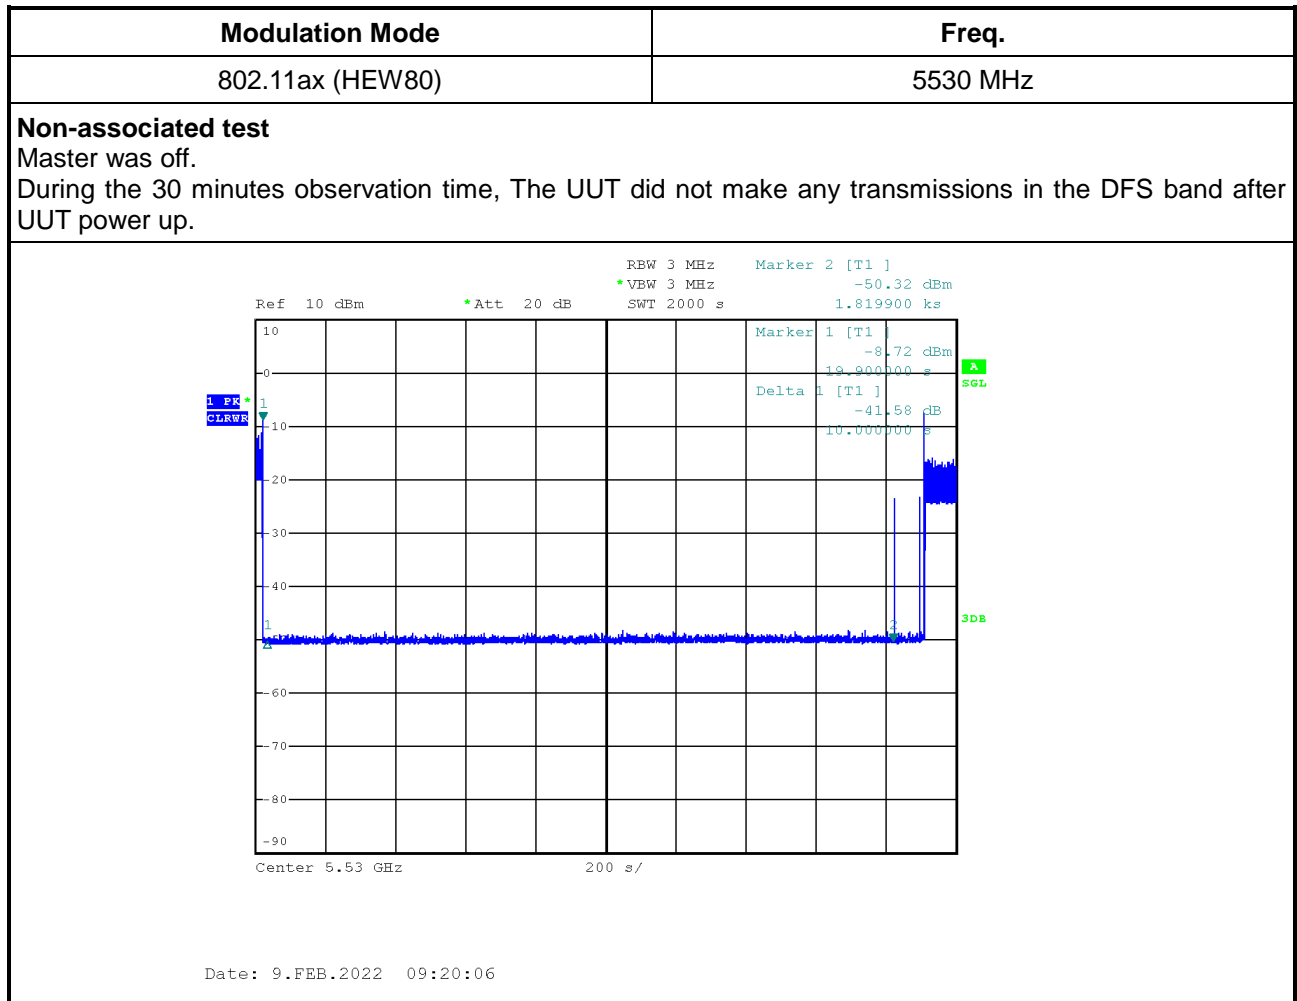 Modulation Mode Freq.
802.11ax (HEW80) 5530 MHz
Non-associated test
Master was off.
During the 30 minutes observation time, The UUT did not make any transmissions in the DFS band after
UUT power up.
RBW 3 MHz Marker 2 [T1 ]
*VBW 3 MHz -50.32 dBm
Ref 10 dBm *Att 20 dB SWT 2000 s 1.819900 ks
10 Marker 1 [T1 ]
-8.72 dBm
0 19.900000 s A
SGL
Delta 1 [T1 ]
1 PK * 1 -41.58 dB
CLRWR
-10 10.000000 s
-20
-30
-40
1 2 3DB
-60
-70
-80
-90
Center 5.53 GHz 200 s/
Date: 9.FEB.2022 09:20:06